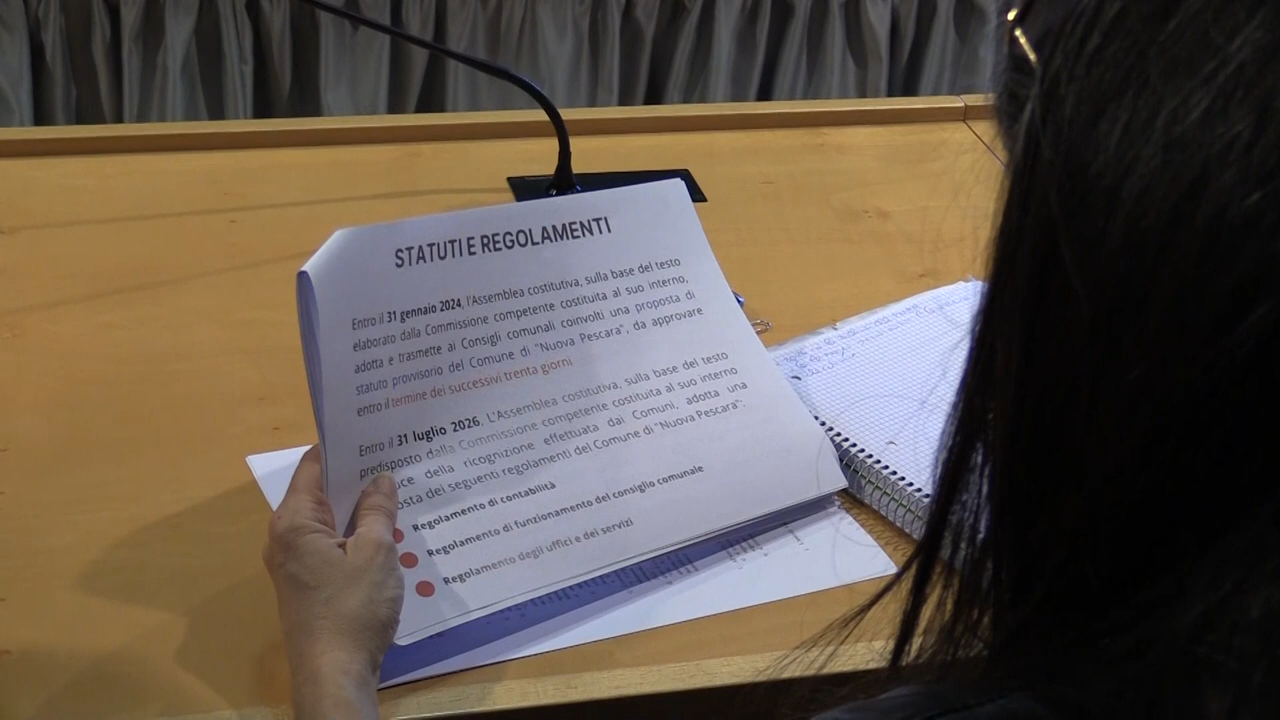 STATUTI E REGOLAMENTI
Entro il 31 gennaio 2024, l'Assemblea costitutiva, sulla base del testo
elaborato dalla Commissione competente costituita al suo interno,
adotta e trasmette ai Consigli comunali coinvolti una proposta di
statuto provvisorio del Comune di "Nuova Pescara", da approvare
entro il termine dei successivi trenta giorni
Entro il 31 luglio 2026. L'Assemblea costitutiva, sulla base del testo
predisposto dalla Commissione competente costituita al suo interno
uce della ricognizione effettuata dai Comuni, adotta una
osta dei seguenti regolamenti del Comune di "Nuova Pescara":
Regolamento di contabilità
Regolamento di funzionamento del consiglio comunale
Regolamento degli uffici e dei servizi